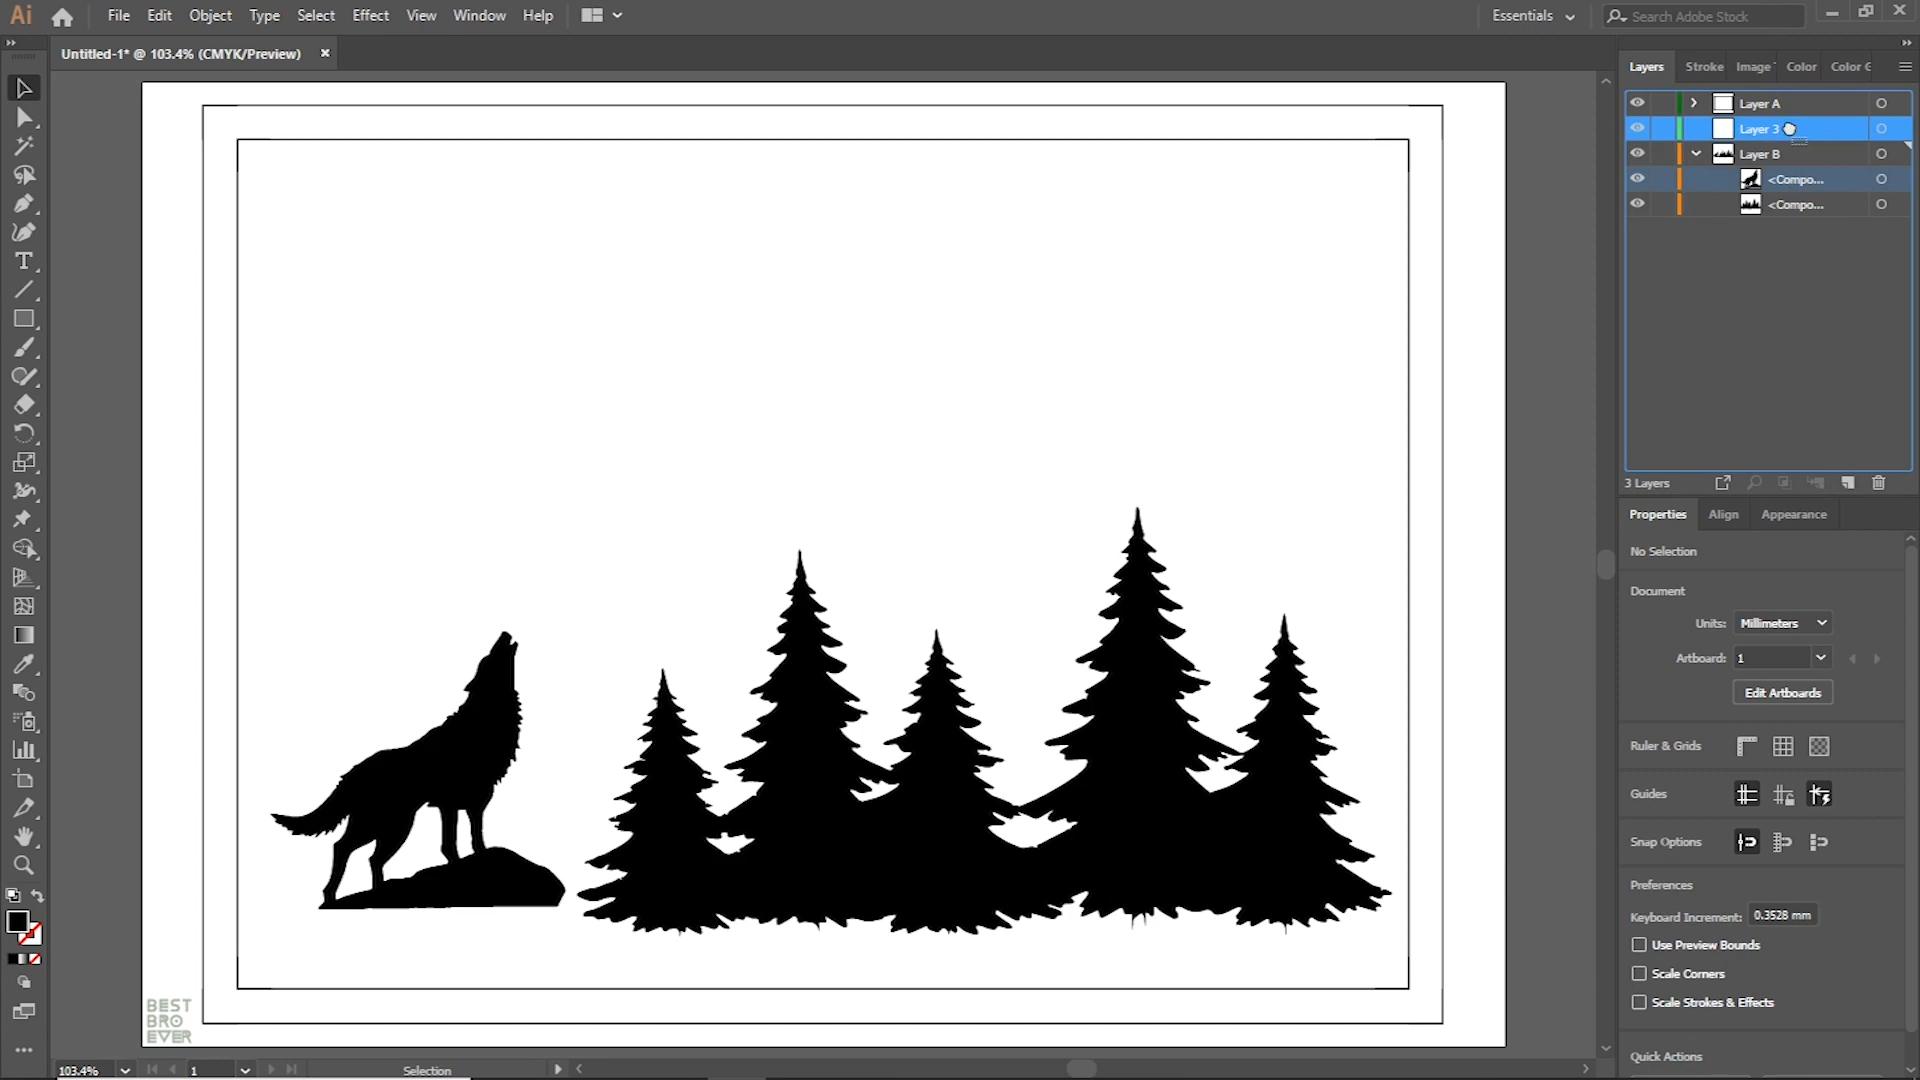 Ai File Edit Object Type Select Effect View Window Help Essentials Search Adobe Stock
Untitled-1* @ 103.4% (CMYK/Preview)
Layers Stroke Image Color Color G
Layer A
Layer 3
Layer B
<Compo...
<Compo...
3 Layers
Properties Align Appearance
No Selection
Document
Units: Millimeters
Artboard: 1
Edit Artboards
Ruler & Grids
Guides
Snap Options
Preferences
Keyboard Increment: 0.3528 mm
Use Preview Bounds
Scale Corners
Scale Strokes & Effects
Quick Actions
BEST
BRO
EVER
103.4% 1 Selection